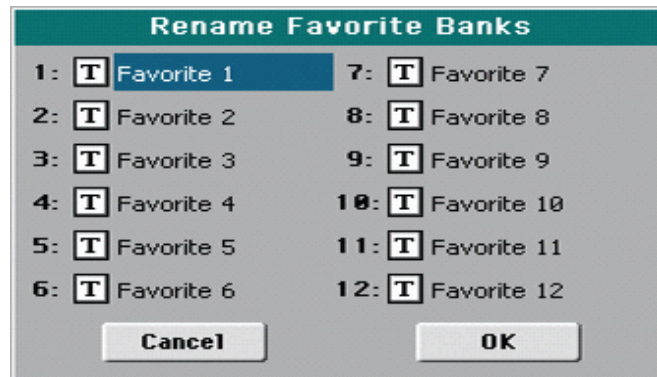 Rename Favorite Banks
1: T Favorite 1
2: T Favorite 2
3: T Favorite 3
4: T Favorite 4
5: T Favorite 5
6: T Favorite 6
7: T Favorite 7
8: T Favorite 8
9: T Favorite 9
10: T Favorite 10
11: T Favorite 11
12: T Favorite 12
Cancel
OK